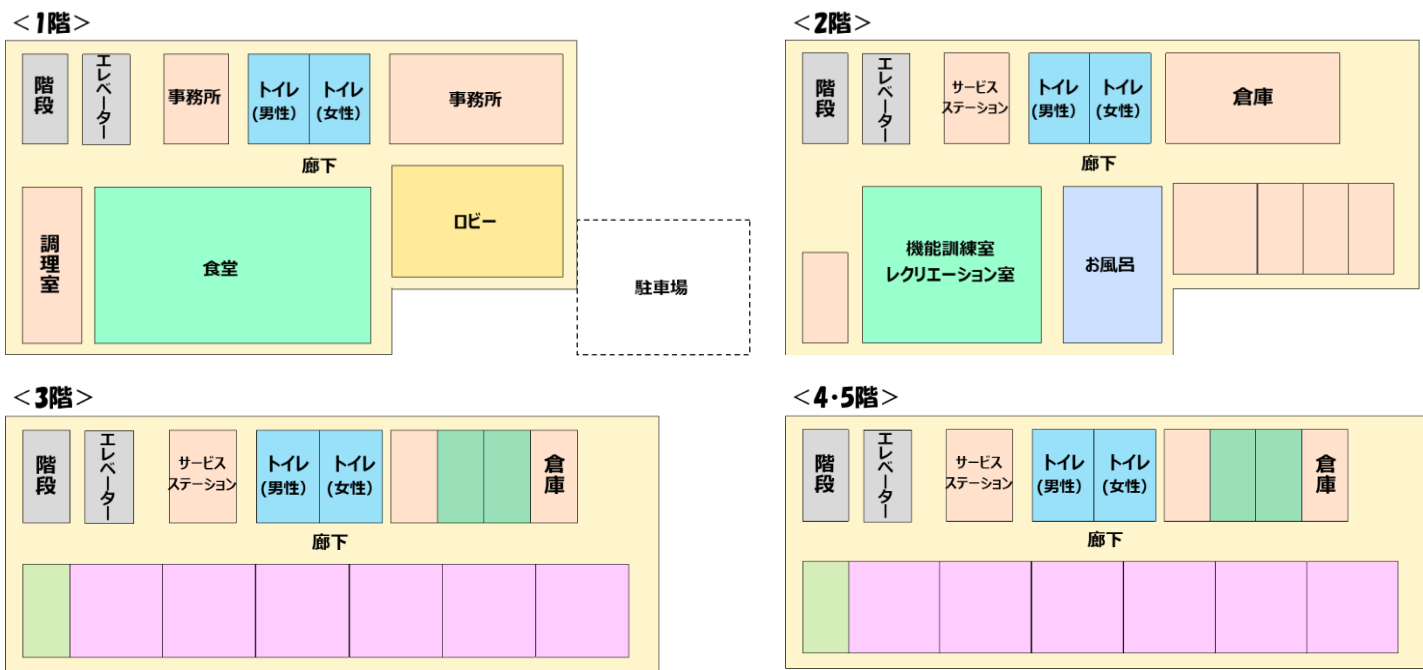 <1階>
階段
エレベーター
事務所
トイレ
(男性)
トイレ
(女性)
事務所
廊下
調理室
食堂
ロビー
駐車場
<2階>
階段
エレベーター
サービス
ステーション
トイレ
(男性)
トイレ
(女性)
倉庫
廊下
機能訓練室
レクリエーション室
お風呂
<3階>
階段
エレベーター
サービス
ステーション
トイレ
(男性)
トイレ
(女性)
倉庫
廊下
<4・5階>
階段
エレベーター
サービス
ステーション
トイレ
(男性)
トイレ
(女性)
倉庫
廊下